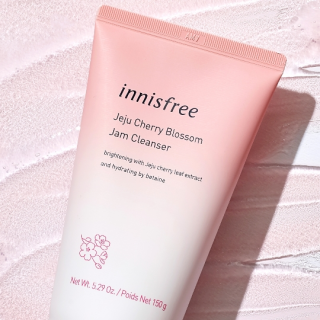 innisfree
Jeju Cherry Blossom
Jam Cleanser
brightening with Jeju cherry leaf extract
and hydrating by betaine
Net Wt. 5.29 Oz. / Poids Net 150g